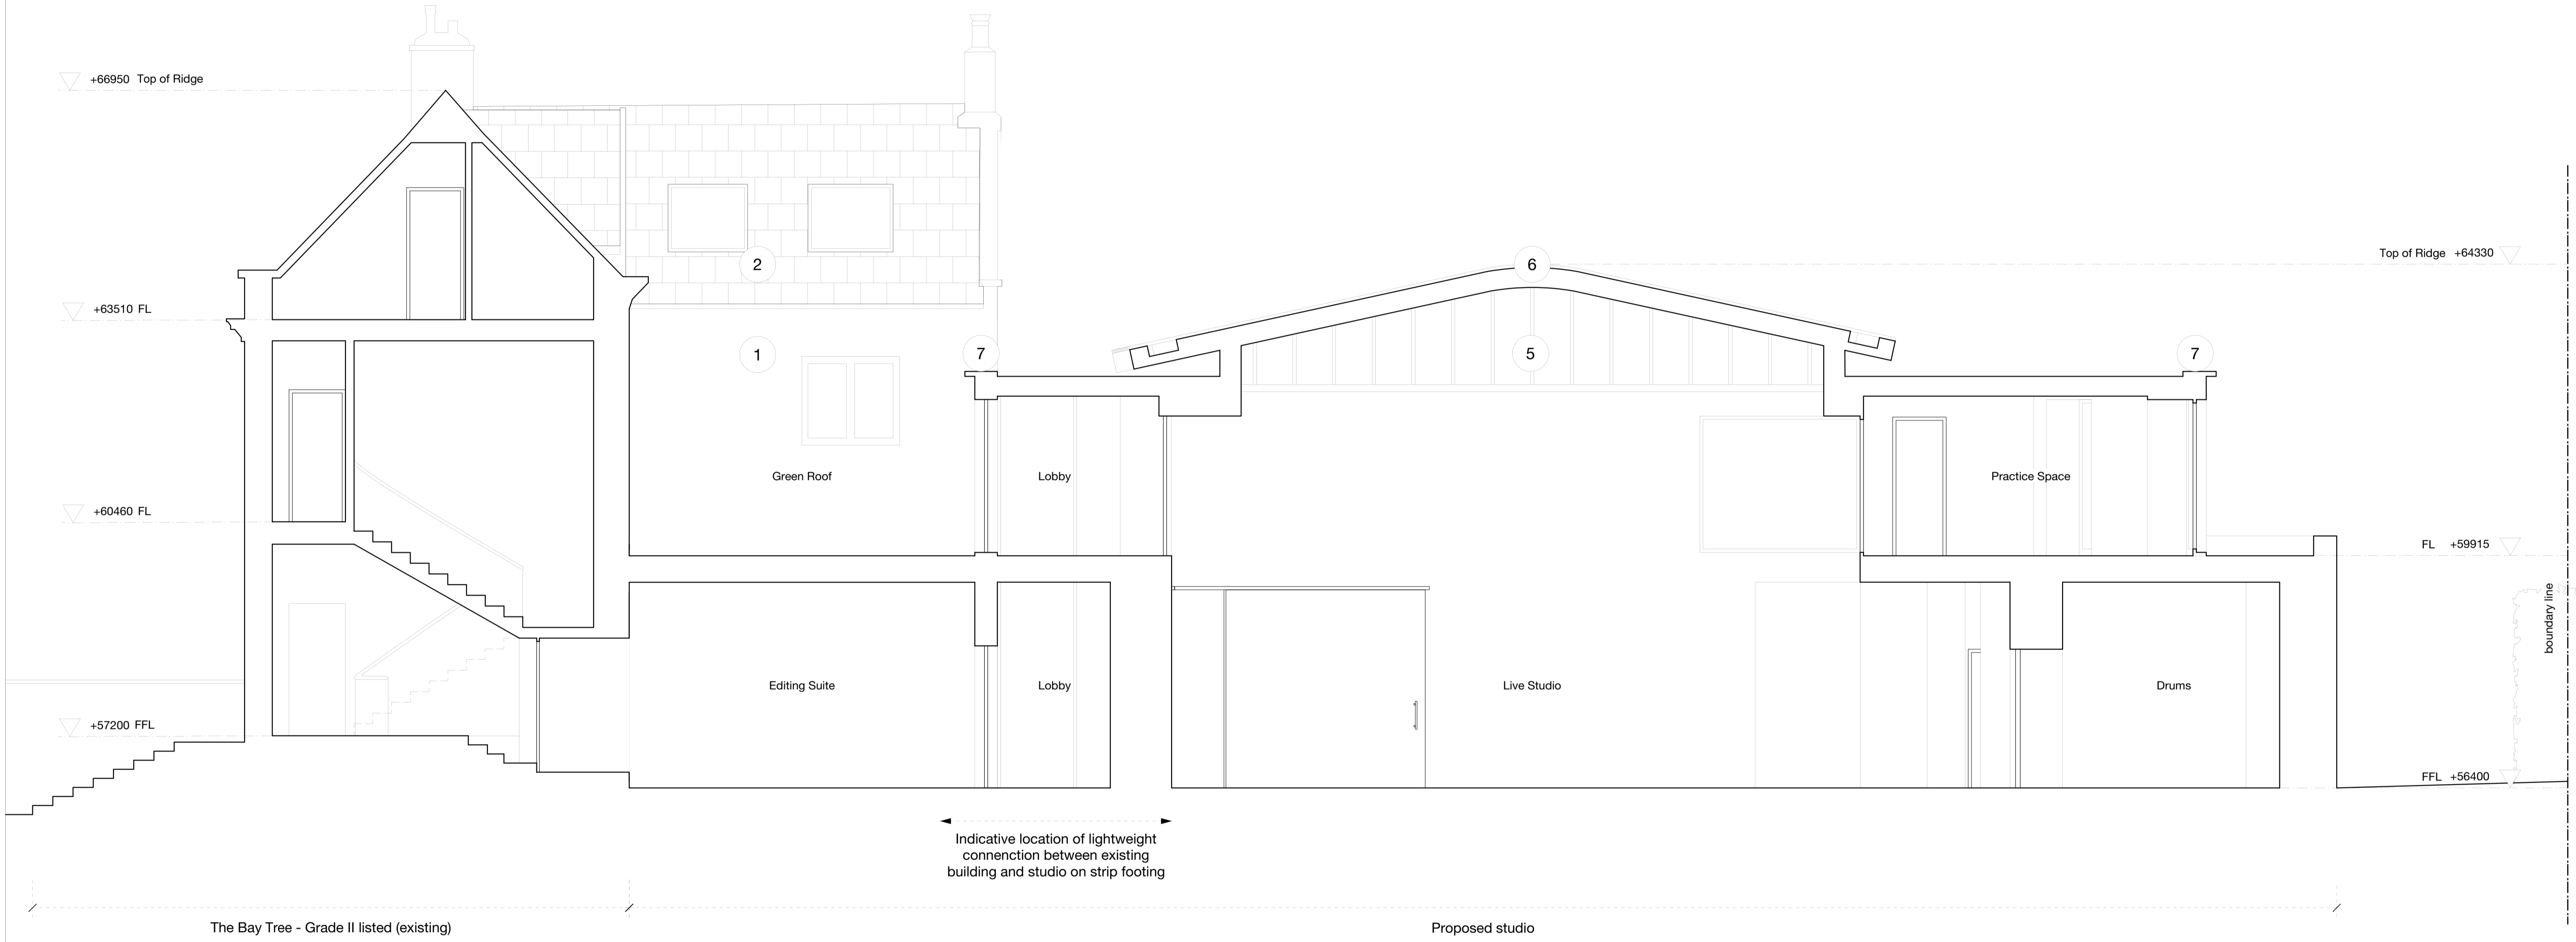 +66950 Top of Ridge
2
6
Top of Ridge +64330
+63510 FL
1
7
5
7
Green Roof
Lobby
Practice Space
+60460 FL
FL +59915
boundary line
Editing Suite
Lobby
Live Studio
Drums
+57200 FFL
FFL +56400
Indicative location of lightweight
connenction between existing
building and studio on strip footing
The Bay Tree - Grade II listed (existing)
Proposed studio